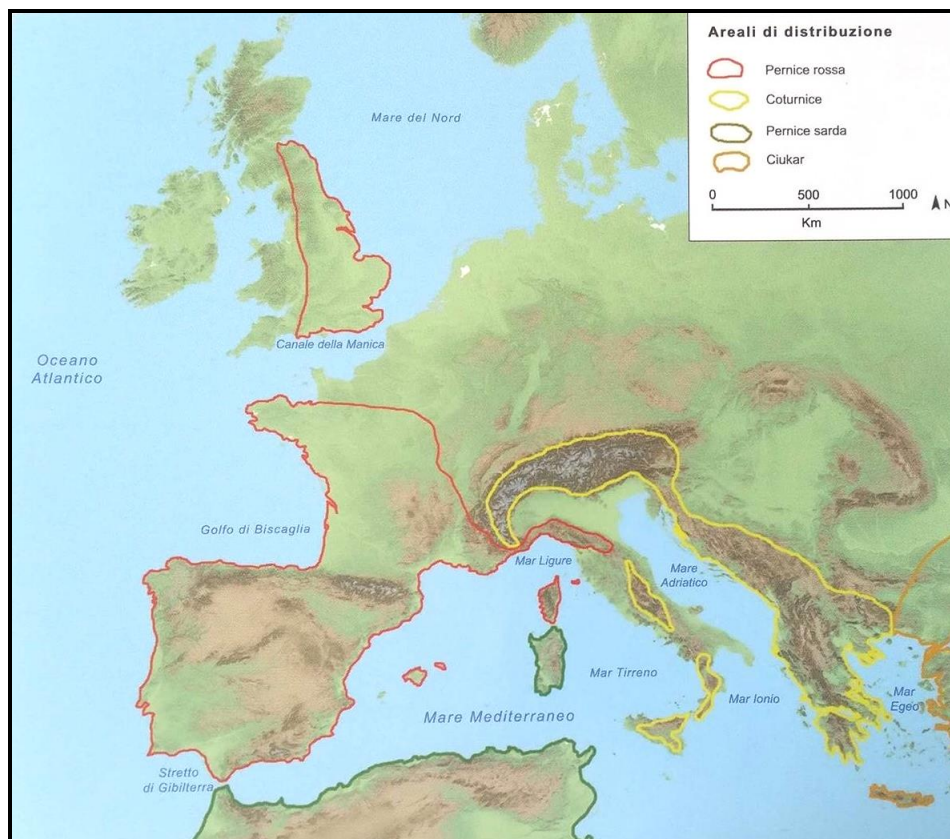 Areali di distribuzione
Pernice rossa
Coturnice
Pernice sarda
Ciukar
0 500 1000
Km
N
Mare del Nord
Oceano
Atlantico
Canale della Manica
Golfo di Biscaglia
Mar Ligure
Mare
Adriatico
Mar Tirreno
Mar Ionio
Mar
Egeo
Mare Mediterraneo
Stretto
di Gibilterra